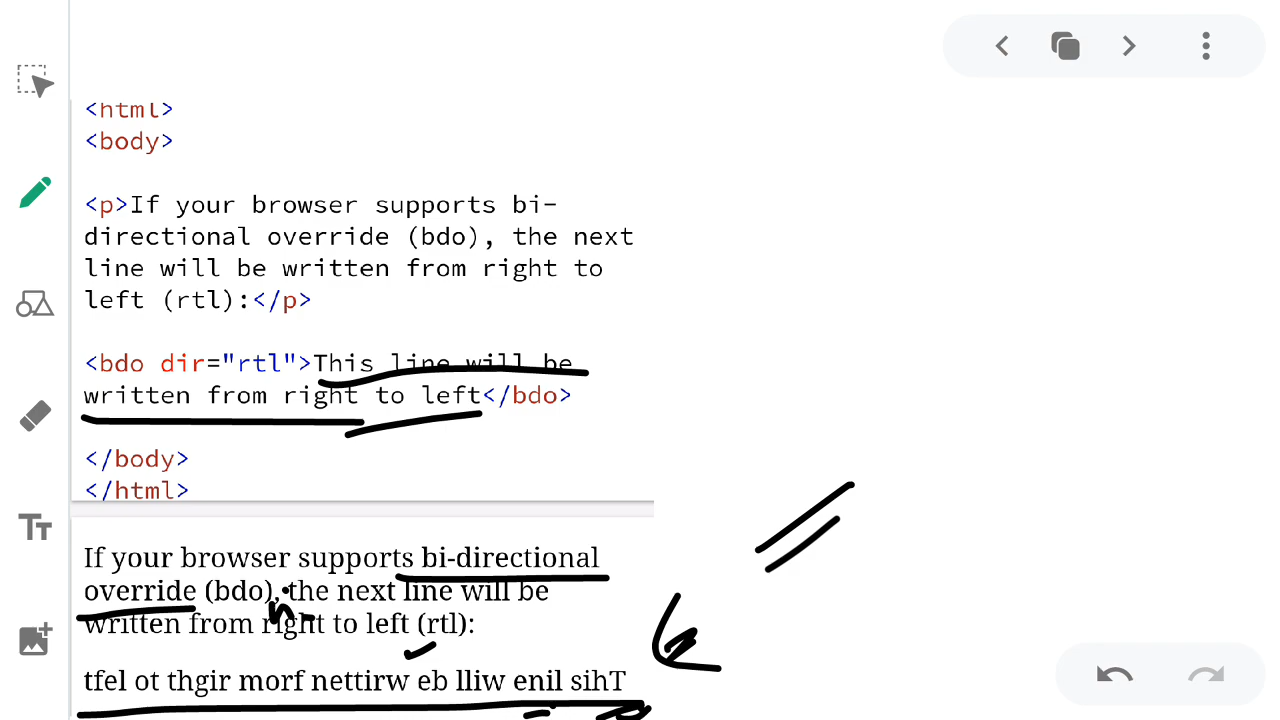 <html>
<body>
<p>If your browser supports bi-
directional override (bdo), the next
line will be written from right to
left (rtl):</p>
<bdo dir="rtl">This line will be
written from right to left</bdo>
</body>
</html>
If your browser supports bi-directional
override (bdo), the next line will be
written from right to left (rtl):
tfel ot thgir morf nettirw eb lliw enil sihT
TT